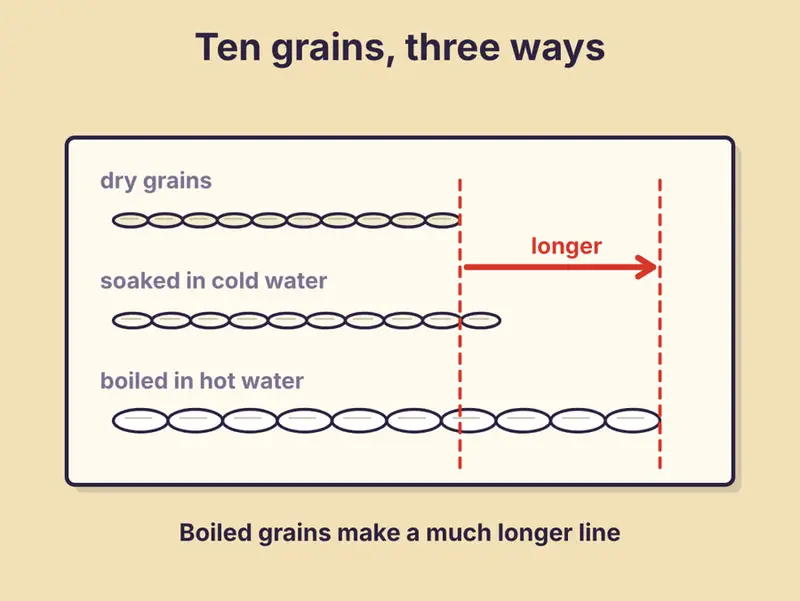 Ten grains, three ways
dry grains
longer
soaked in cold water
boiled in hot water
Boiled grains make a much longer line